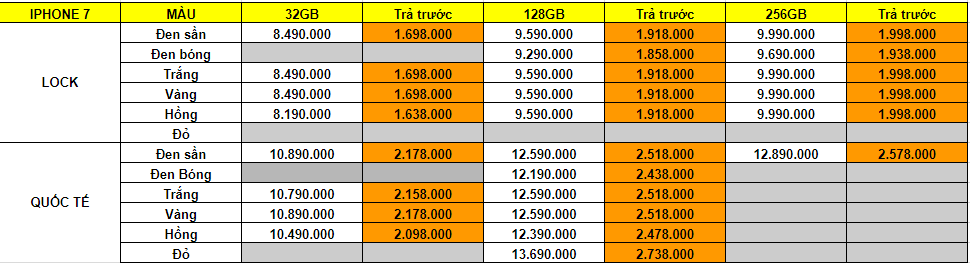 IPHONE 7 MẦU 32GB Trả trước 128GB Trả trước 256GB Trả trước
LOCK
Đen sần 8.490.000 1.698.000 9.590.000 1.918.000 9.990.000 1.998.000
Đen bóng 9.290.000 1.858.000 9.690.000 1.938.000
Trắng 8.490.000 1.698.000 9.590.000 1.918.000 9.990.000 1.998.000
Vàng 8.490.000 1.698.000 9.590.000 1.918.000 9.990.000 1.998.000
Hồng 8.190.000 1.638.000 9.590.000 1.918.000 9.990.000 1.998.000
Đỏ
QUỐC TẾ
Đen sần 10.890.000 2.178.000 12.590.000 2.518.000 12.890.000 2.578.000
Đen Bóng 12.190.000 2.438.000
Trắng 10.790.000 2.158.000 12.590.000 2.518.000
Vàng 10.890.000 2.178.000 12.590.000 2.518.000
Hồng 10.490.000 2.098.000 12.390.000 2.478.000
Đỏ 13.690.000 2.738.000